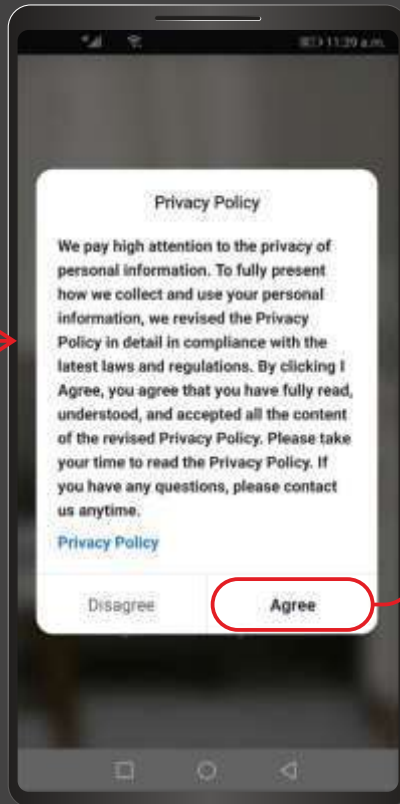 11:39 a.m.
Privacy Policy
We pay high attention to the privacy of
personal information. To fully present
how we collect and use your personal
information, we revised the Privacy
Policy in detail in compliance with the
latest laws and regulations. By clicking I
Agree, you agree that you have fully read,
understood, and accepted all the content
of the revised Privacy Policy. Please take
your time to read the Privacy Policy. If
you have any questions, please contact
us anytime.
Privacy Policy
Disagree Agree